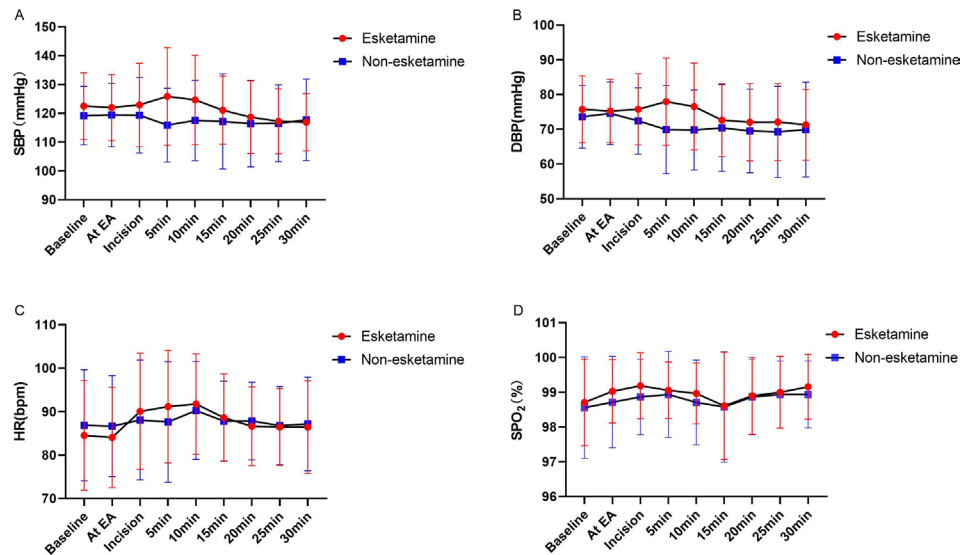 A
150
140
130
120
110
100
90
SBP（mmHg）
Esketamine
Non-esketamine
Baseline
At EA
Incision
5min
10min
15min
20min
25min
30min
B
100
90
80
70
60
50
DBP(mmHg)
Esketamine
Non-esketamine
Baseline
At EA
Incision
5min
10min
15min
20min
25min
30min
C
110
100
90
80
70
HR(bpm)
Esketamine
Non-esketamine
Baseline
At EA
Incision
5min
10min
15min
20min
25min
30min
D
101
100
99
98
97
96
SPO₂ (%)
Esketamine
Non-esketamine
Baseline
At EA
Incision
5min
10min
15min
20min
25min
30min